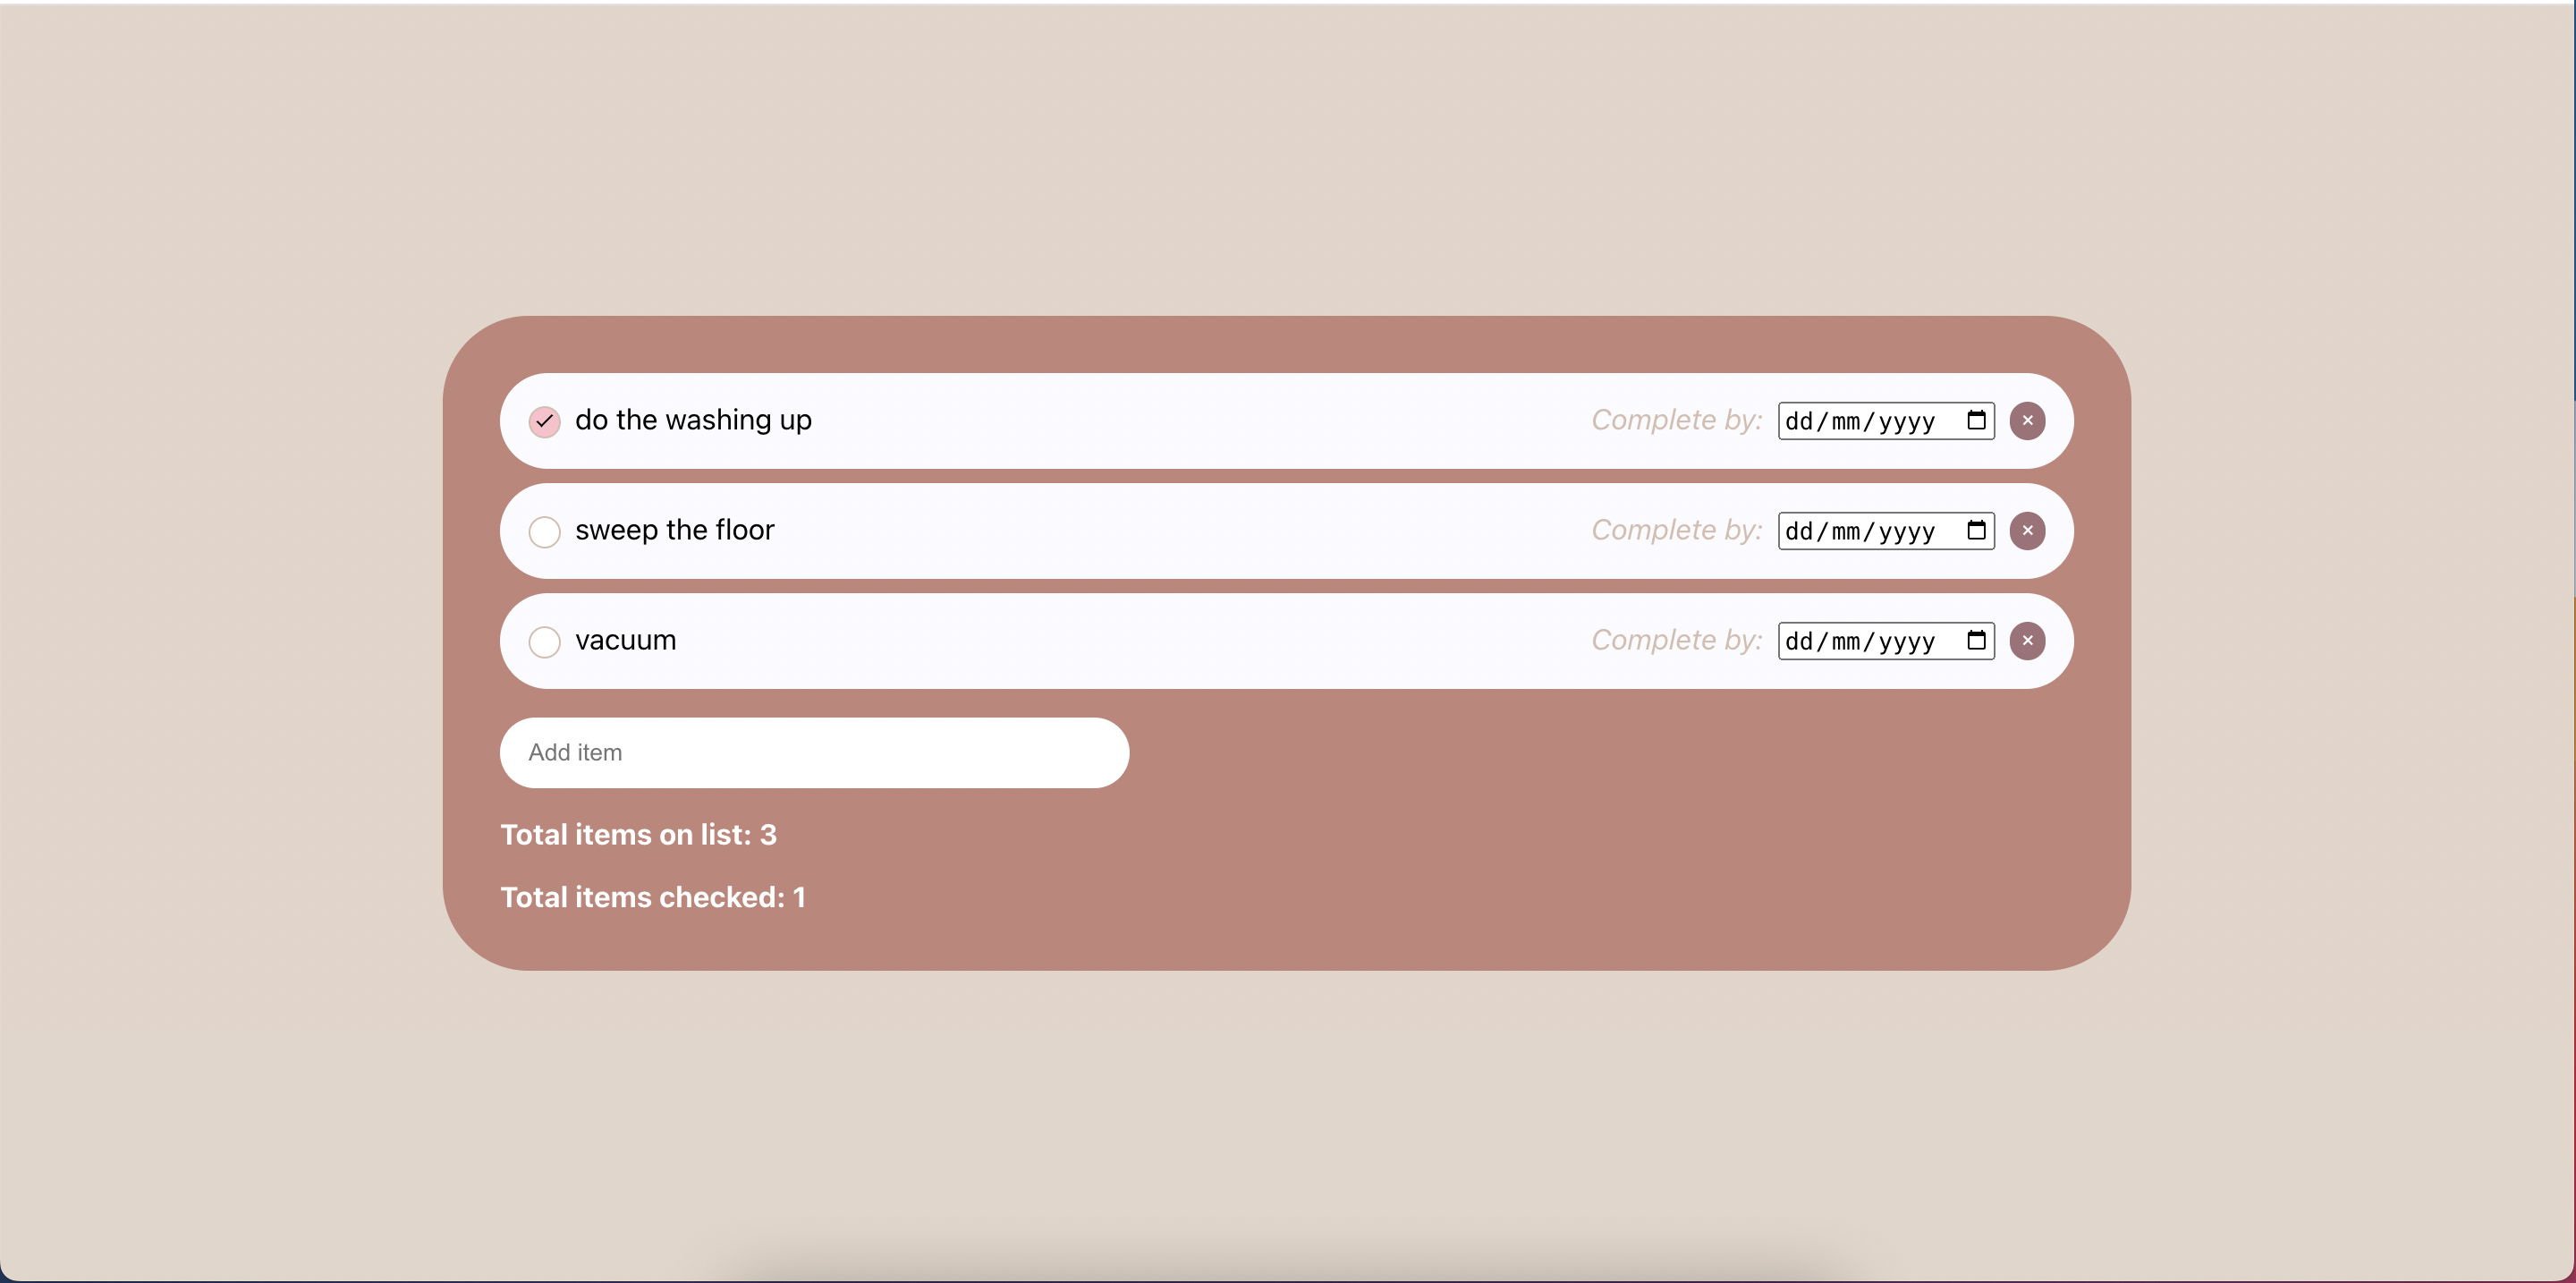 do the washing up Complete by: dd/mm/yyyy
sweep the floor Complete by: dd/mm/yyyy
vacuum Complete by: dd/mm/yyyy
Add item
Total items on list: 3
Total items checked: 1